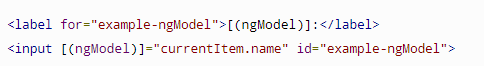 <label for="example-ngModel">[(ngModel)]:</label>
<input [(ngModel)]="currentItem.name" id="example-ngModel">